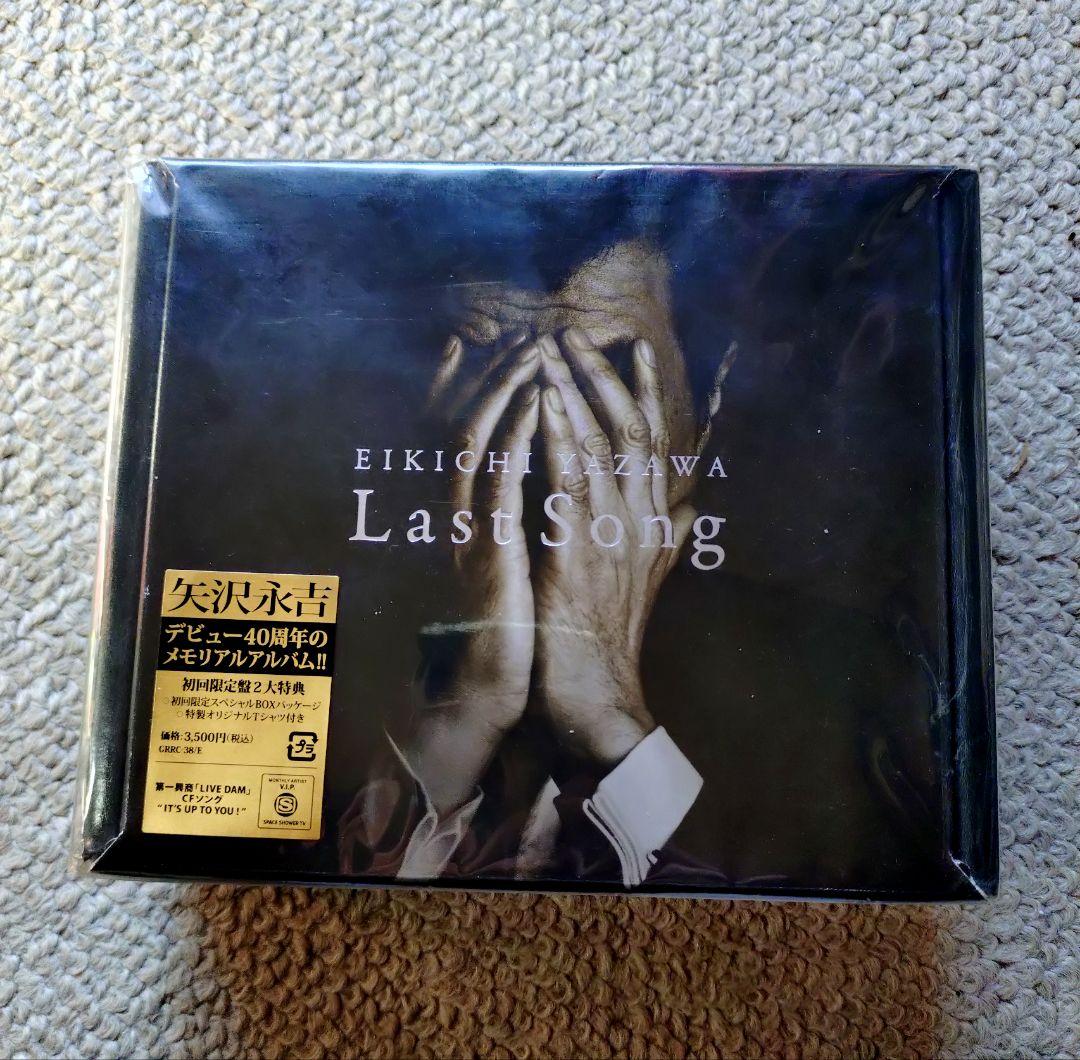 EIKICHI YAZAWA
Last Song
矢沢永吉
デビュー40周年の
メモリアルアルバム!!
初回限定盤2大特典
○初回限定スペシャルBOXパッケージ
○特製オリジナルTシャツ付き
価格:3,500円(税込)
GRRC-38/E
プラ
第一興商「LIVE DAM」
CFソング
"IT'S UP TO YOU!"
MONTHLY ARTIST
V.I.P.
S
SPACE SHOWER TV